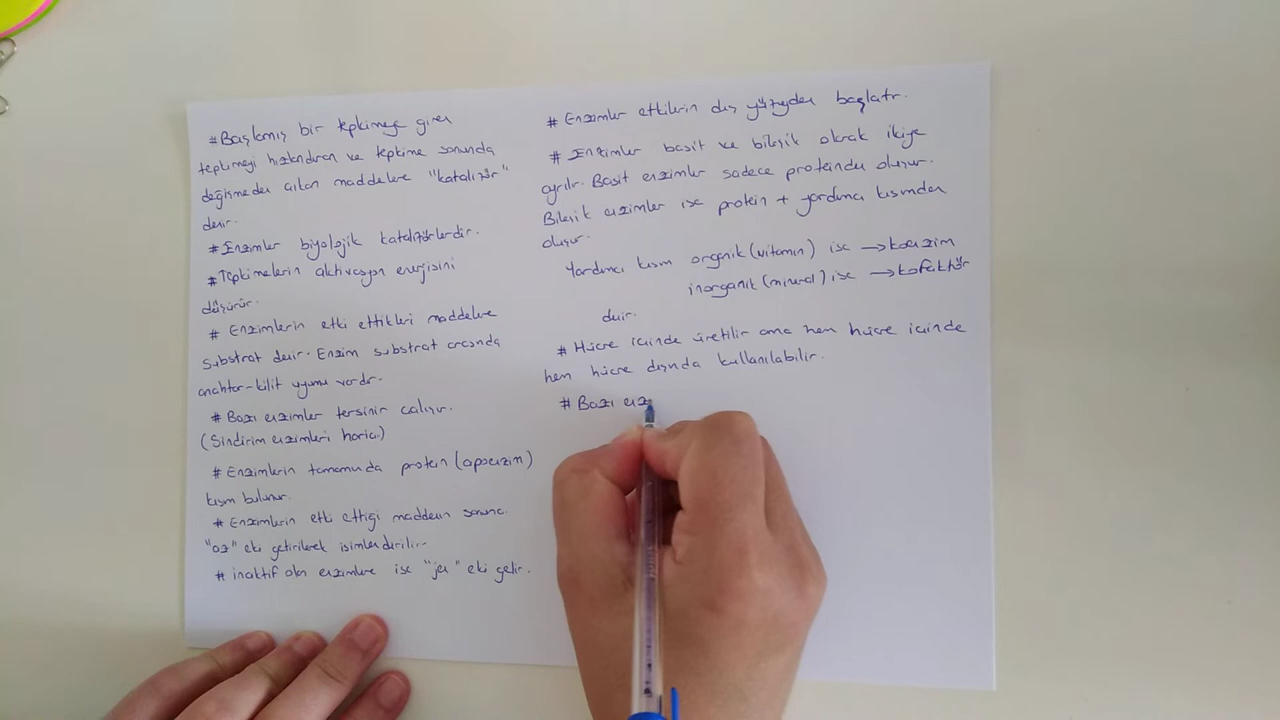 #Başlamış bir tepkimeye giren
tepkimeyi hızlandıran ve tepkime sonunda
değişmeden çıkan maddelere "katalizör"
denir.
#Enzimler biyolojik katalizörlerdir.
#Tepkimelerin aktivasyon enerjisini
düşürür.
# Enzimlerin etki ettikleri maddelere
substrat denir. Enzim substrat arasında
anahtar-kilit uyumu vardır.
# Bazı enzimler tersinir çalışır.
(Sindirim enzimleri hariç)
# Enzimlerin tamamında protein (apoenzim)
kısım bulunur.
# Enzimlerin etki ettiği maddenin sonuna
"az" eki getirilerek isimlendirilir.
# inaktif olan enzimlere ise "jen" eki gelir.
# Enzimler etkilerin dış yüzeyden başlatır.
# Enzimler basit ve bileşik olarak ikiye
ayrılır. Basit enzimler sadece proteinden oluşur.
Bileşik enzimler ise protein + yardımcı kısımdan
oluşur.
Yardımcı kısım organik (vitamin) ise → koenzim
inorganik (mineral) ise → kofaktör
denir.
# Hücre içinde üretilir ama hem hücre içinde
hem hücre dışında kullanılabilir.
# Bazı enz